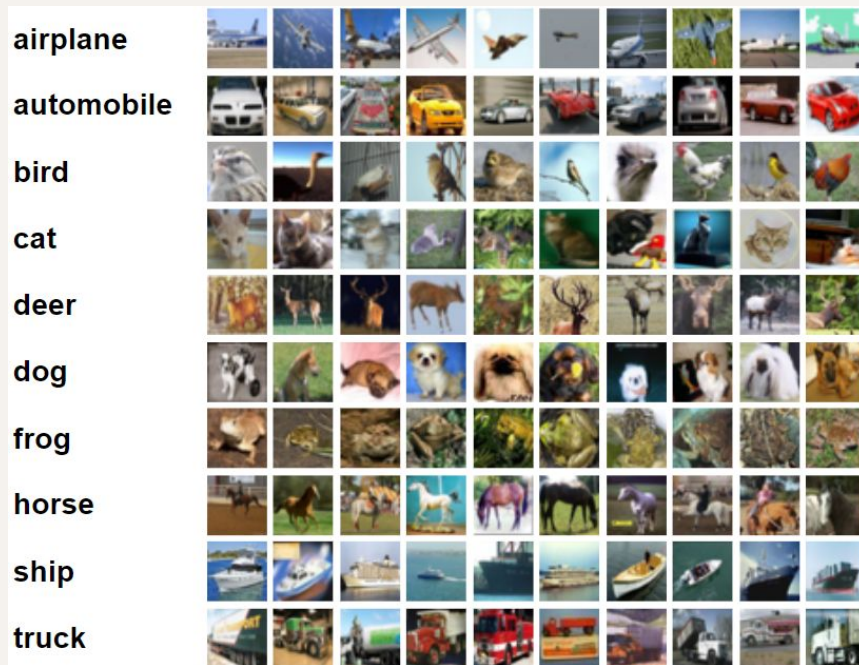 airplane
automobile
bird
cat
deer
dog
frog
horse
ship
truck